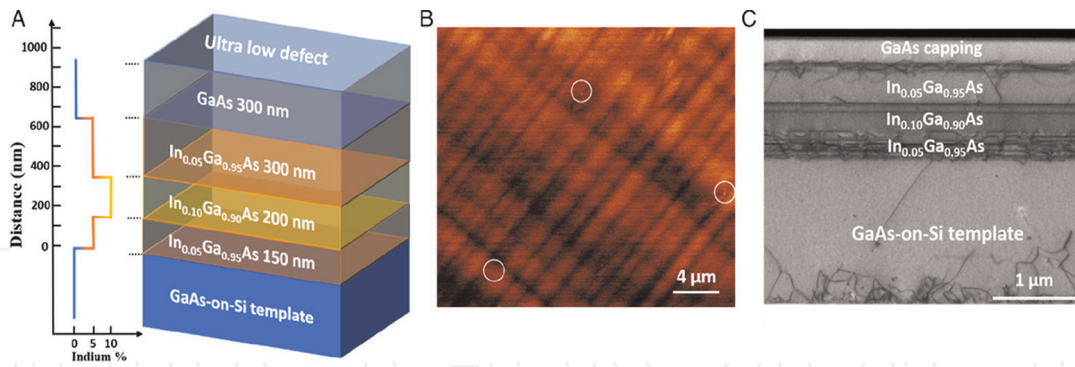 A
1000
800
600
400
200
0
Distance (nm)
0 5 10
Indium %
Ultra low defect
GaAs 300 nm
In0.05Ga0.95As 300 nm
In0.10Ga0.90As 200 nm
In0.05Ga0.95As 150 nm
GaAs-on-Si template
B
4 μm
C
GaAs capping
In0.05Ga0.95As
In0.10Ga0.90As
In0.05Ga0.95As
GaAs-on-Si template
1 μm